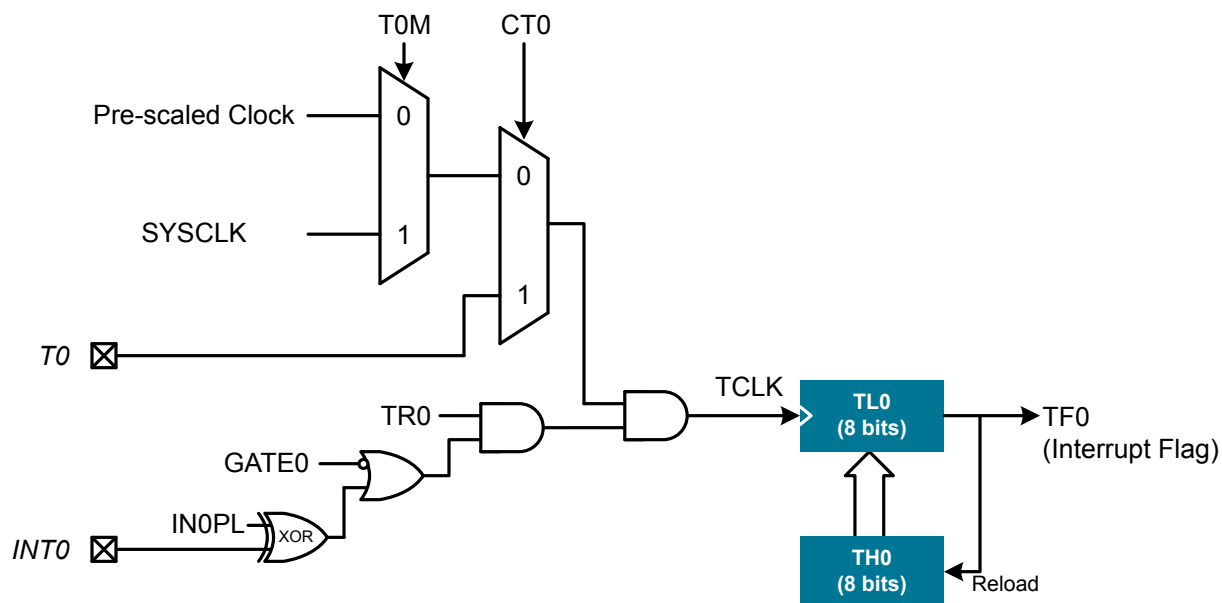 T0M
CT0
Pre-scaled Clock
0
0
SYSCLK
1
1
T0
TCLK
TL0
(8 bits)
TF0
(Interrupt Flag)
TR0
GATE0
IN0PL
XOR
INT0
TH0
(8 bits)
Reload